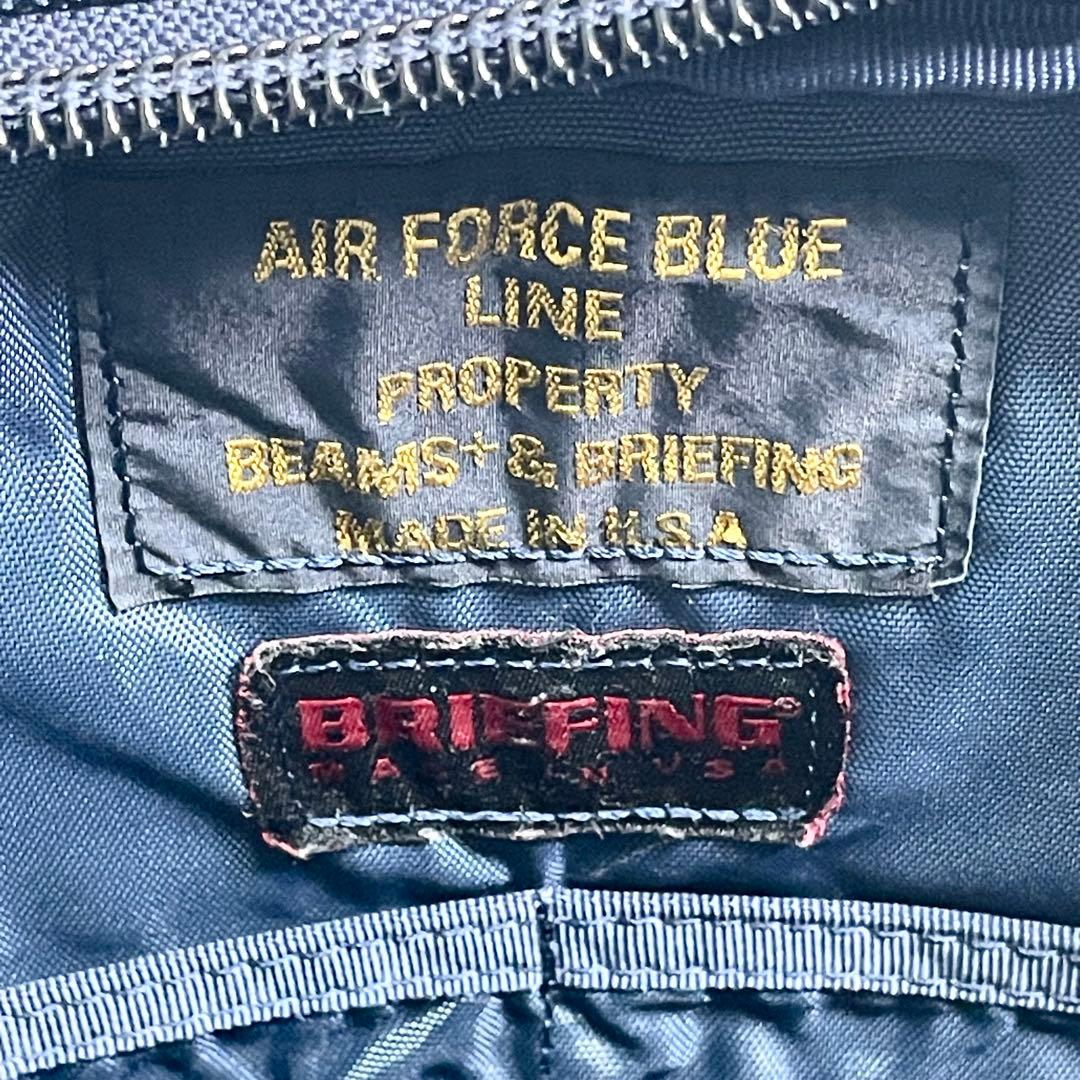 AIR FORCE BLUE
LINE
PROPERTY
BEAMS+ & BRIEFING
MADE IN U.S.A
BRIEFING®
MADE IN USA